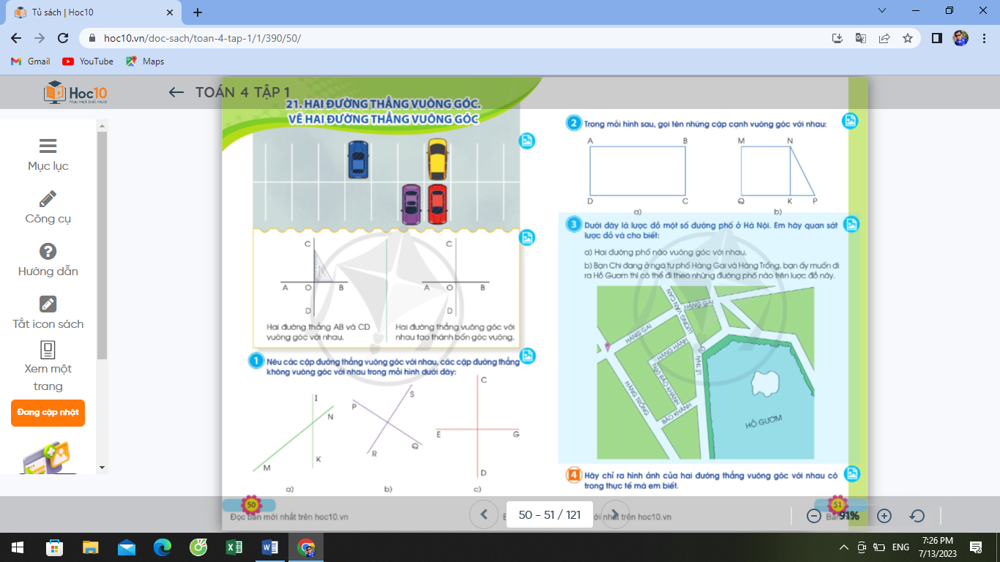 Tủ sách | Hoc10
hoc10.vn/doc-sach/toan-4-tap-1/1/390/50/
Gmail
YouTube
Maps
Hoc10
Học một biết mười
TOÁN 4 TẬP 1
Mục lục
Công cụ
Hướng dẫn
Tắt icon sách
Xem một
trang
Đang cập nhật
21. HAI ĐƯỜNG THẲNG VUÔNG GÓC.
VẼ HAI ĐƯỜNG THẲNG VUÔNG GÓC
C
A O B
D
Hai đường thẳng AB và CD
vuông góc với nhau.
C
A O B
D
Hai đường thẳng vuông góc với
nhau tạo thành bốn góc vuông.
1 Nêu các cặp đường thẳng vuông góc với nhau, các cặp đường thẳng
không vuông góc với nhau trong mỗi hình dưới đây:
I
N
M
K
a)
P
S
R
Q
b)
C
E
G
D
c)
50
Đọc bản mới nhất trên hoc10.vn
2 Trong mỗi hình sau, gọi tên những cặp cạnh vuông góc với nhau:
A B
D C
a)
M N
Q K P
b)
3 Dưới đây là lược đồ một số đường phố ở Hà Nội. Em hãy quan sát
lược đồ và cho biết:
a) Hai đường phố nào vuông góc với nhau.
b) Bạn Chi đang ở ngã tư phố Hàng Gai và Hàng Trống, bạn ấy muốn đi
ra Hồ Gươm thì có thể đi theo những đường phố nào trên lược đồ này.
HÀNG GAI
LƯƠNG VĂN CAN
HÀNG GAI
HÀNG HÀNH
NGÕ BẢO KHÁNH
LÊ THÁI TỔ
HÀNG TRỐNG
BẢO KHÁNH
HỒ GƯƠM
4 Hãy chỉ ra hình ảnh của hai đường thẳng vuông góc với nhau có
trong thực tế mà em biết.
51
50 - 51 / 121
ới nhất trên hoc10.vn
91%
ENG
7:26 PM
7/13/2023